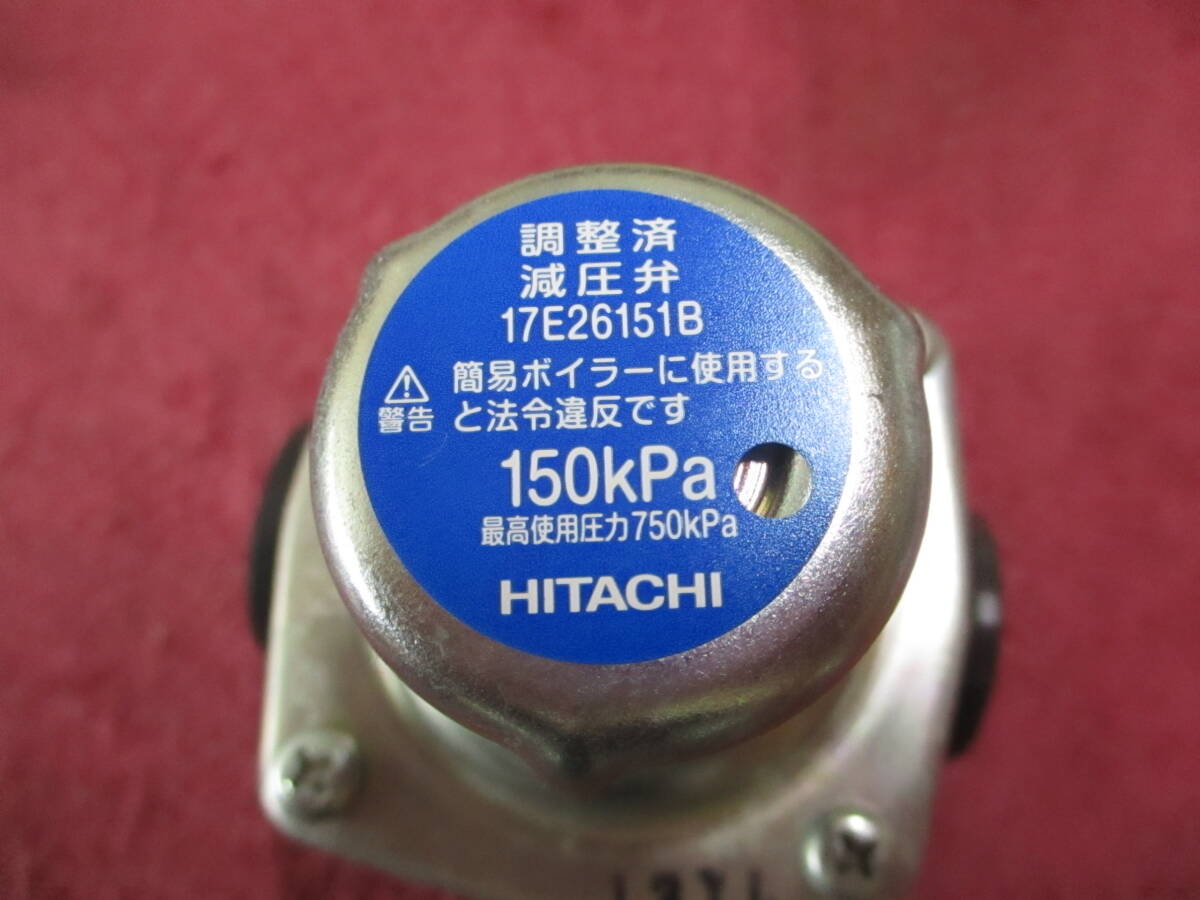 調整済
減圧弁
17E26151B
簡易ボイラーに使用する
警告 と法令違反です
150kPa
最高使用圧力750kPa
HITACHI